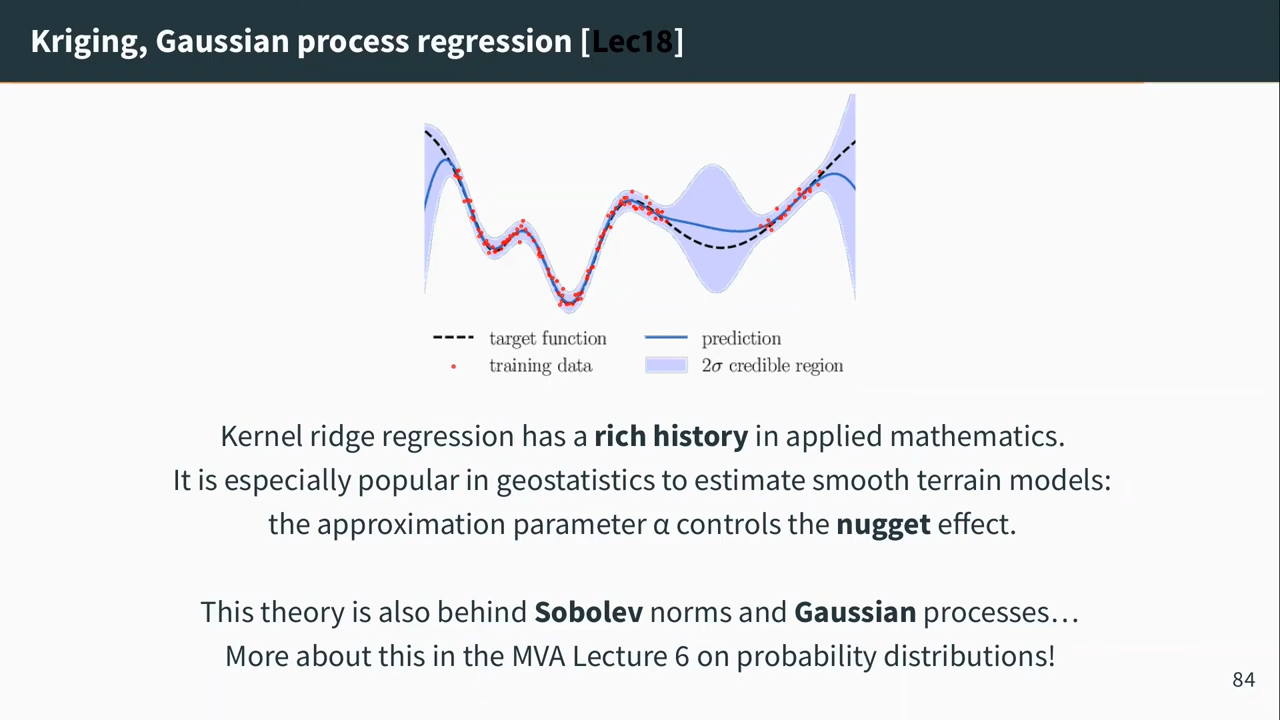 Kriging, Gaussian process regression [Lec18]
target function
prediction
training data
2σ credible region
Kernel ridge regression has a rich history in applied mathematics.
It is especially popular in geostatistics to estimate smooth terrain models:
the approximation parameter α controls the nugget effect.
This theory is also behind Sobolev norms and Gaussian processes…
More about this in the MVA Lecture 6 on probability distributions!
84